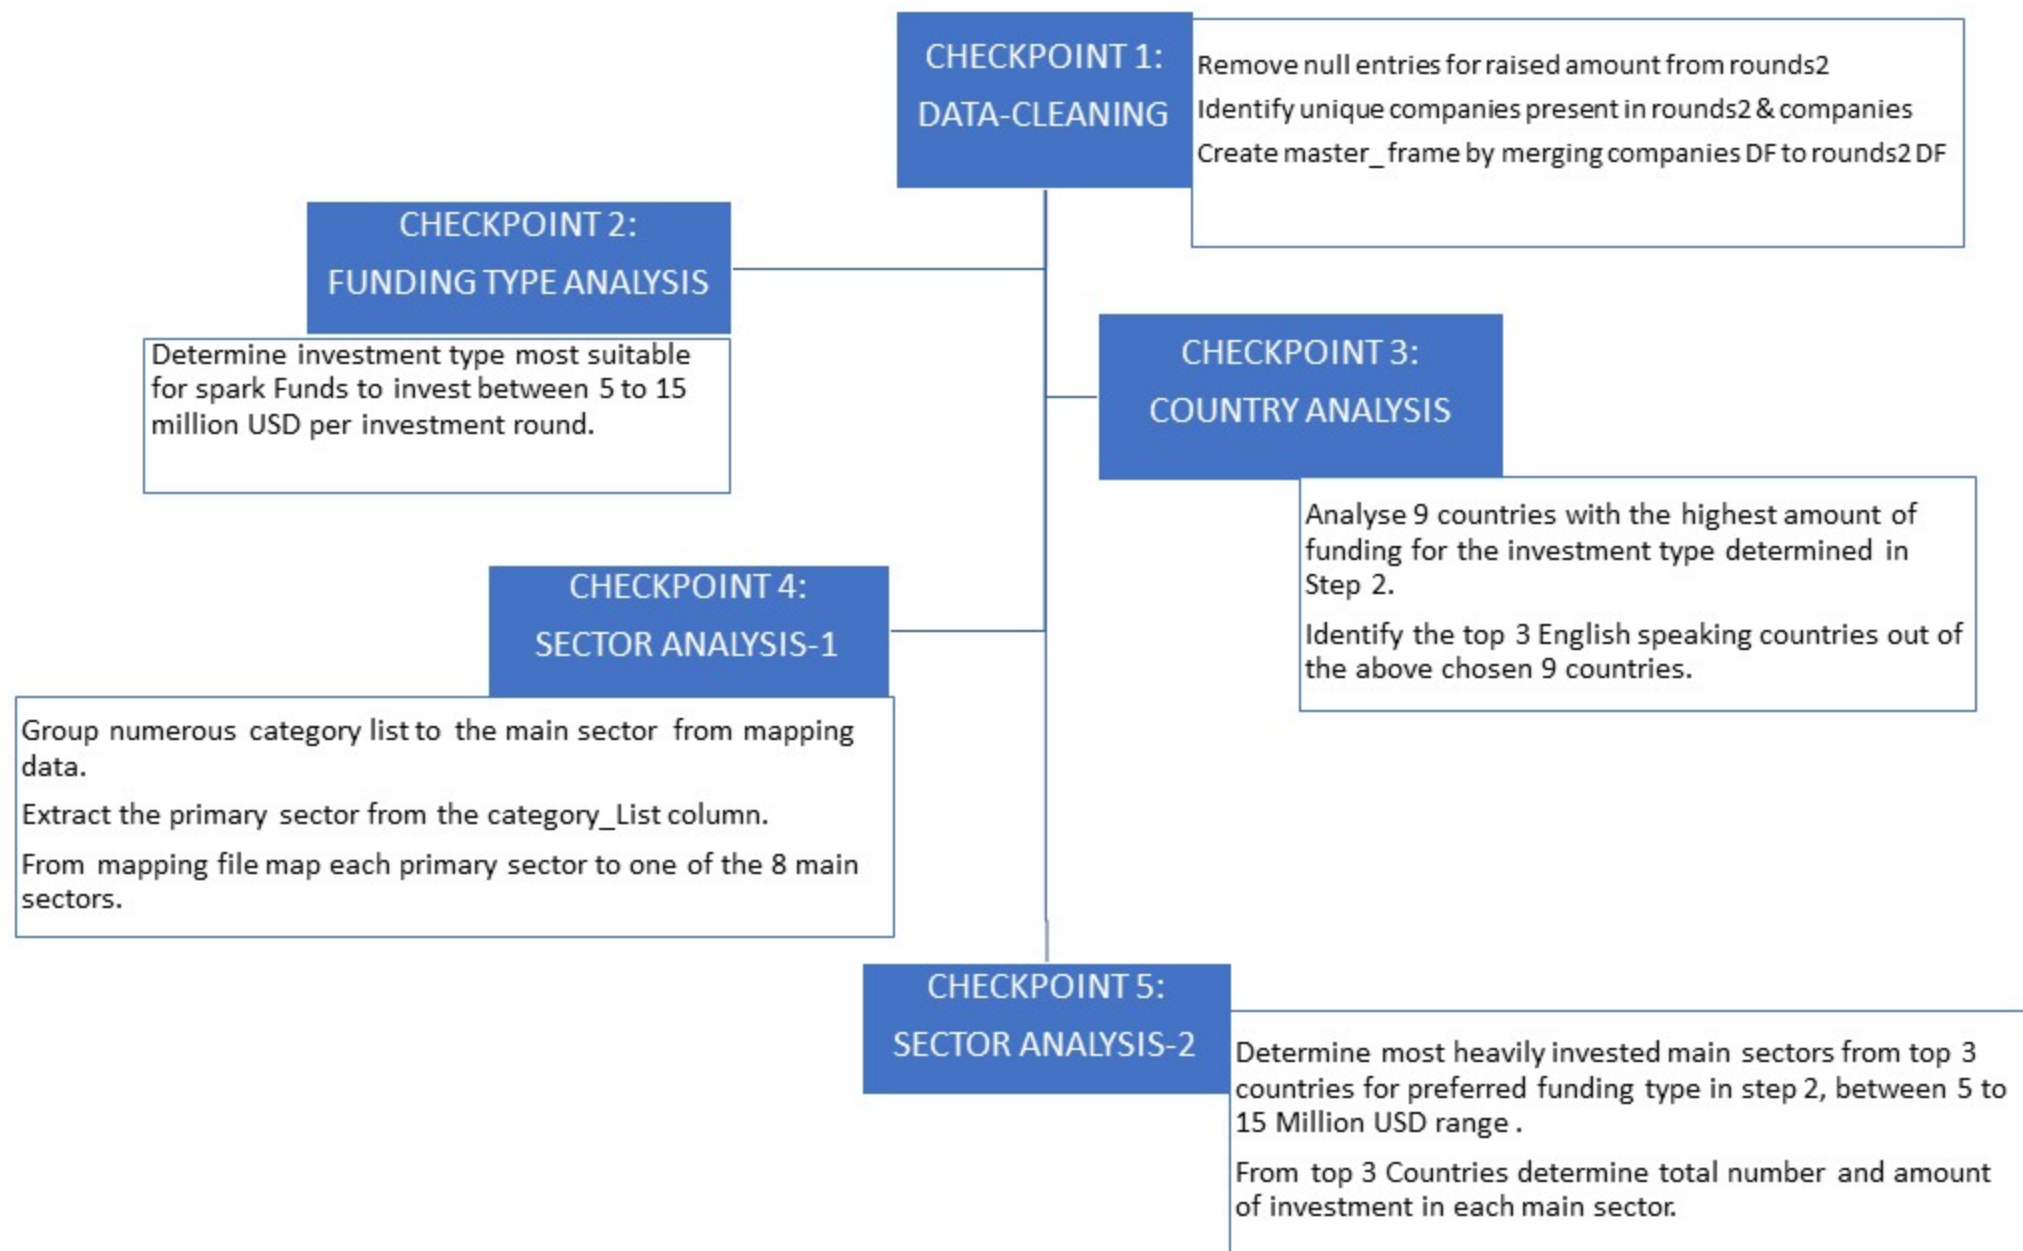 CHECKPOINT 1:
DATA-CLEANING
Remove null entries for raised amount from rounds2
Identify unique companies present in rounds2 & companies
Create master_frame by merging companies DF to rounds2 DF
CHECKPOINT 2:
FUNDING TYPE ANALYSIS
Determine investment type most suitable
for spark Funds to invest between 5 to 15
million USD per investment round.
CHECKPOINT 3:
COUNTRY ANALYSIS
Analyse 9 countries with the highest amount of
funding for the investment type determined in
Step 2.
Identify the top 3 English speaking countries out of
the above chosen 9 countries.
CHECKPOINT 4:
SECTOR ANALYSIS-1
Group numerous category list to the main sector from mapping
data.
Extract the primary sector from the category_List column.
From mapping file map each primary sector to one of the 8 main
sectors.
CHECKPOINT 5:
SECTOR ANALYSIS-2
Determine most heavily invested main sectors from top 3
countries for preferred funding type in step 2, between 5 to
15 Million USD range .
From top 3 Countries determine total number and amount
of investment in each main sector.